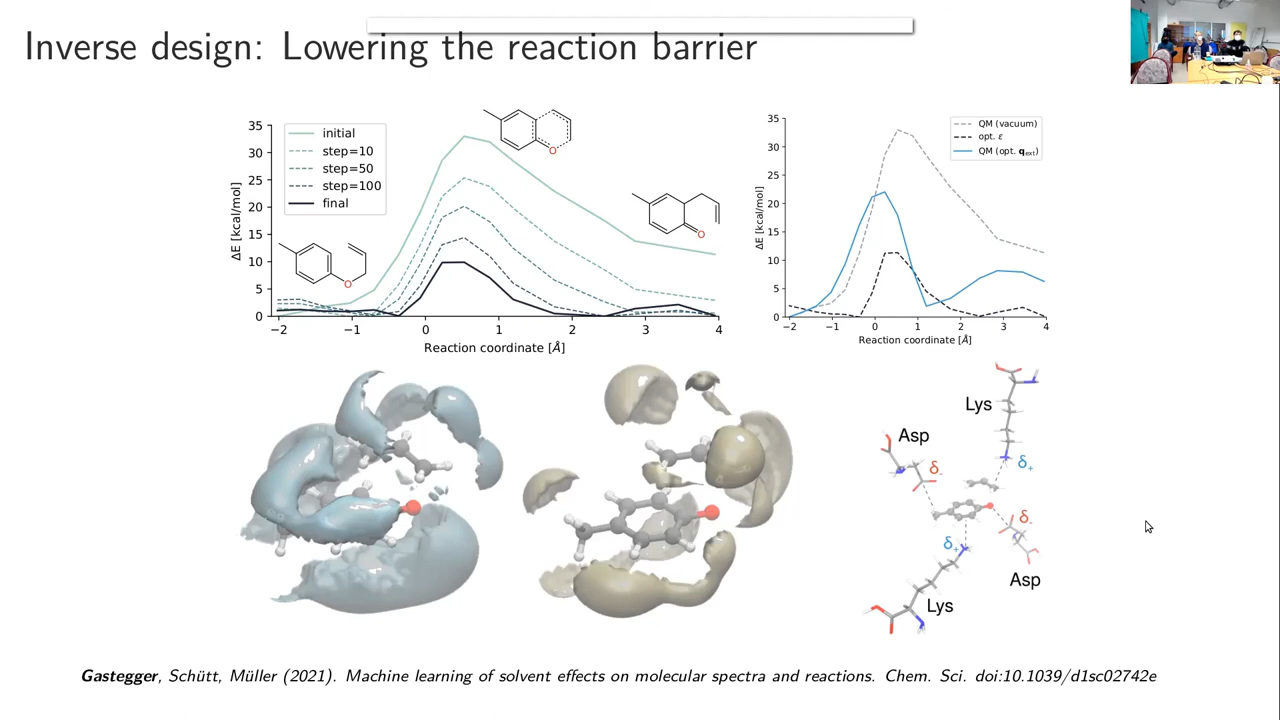 Inverse design: Lowering the reaction barrier
35
30
25
20
15
10
5
0
ΔE [kcal/mol]
initial
step=10
step=50
step=100
final
O
O
O
−2
−1
0
1
2
3
4
Reaction coordinate [Å]
35
30
25
20
15
10
5
0
ΔE [kcal/mol]
QM (vacuum)
opt. ε
QM (opt. qext)
−2
−1
0
1
2
3
4
Reaction coordinate [Å]
Lys
Asp
δ-
δ+
δ-
δ+
Asp
Lys
Gastegger, Schütt, Müller (2021). Machine learning of solvent effects on molecular spectra and reactions. Chem. Sci. doi:10.1039/d1sc02742e